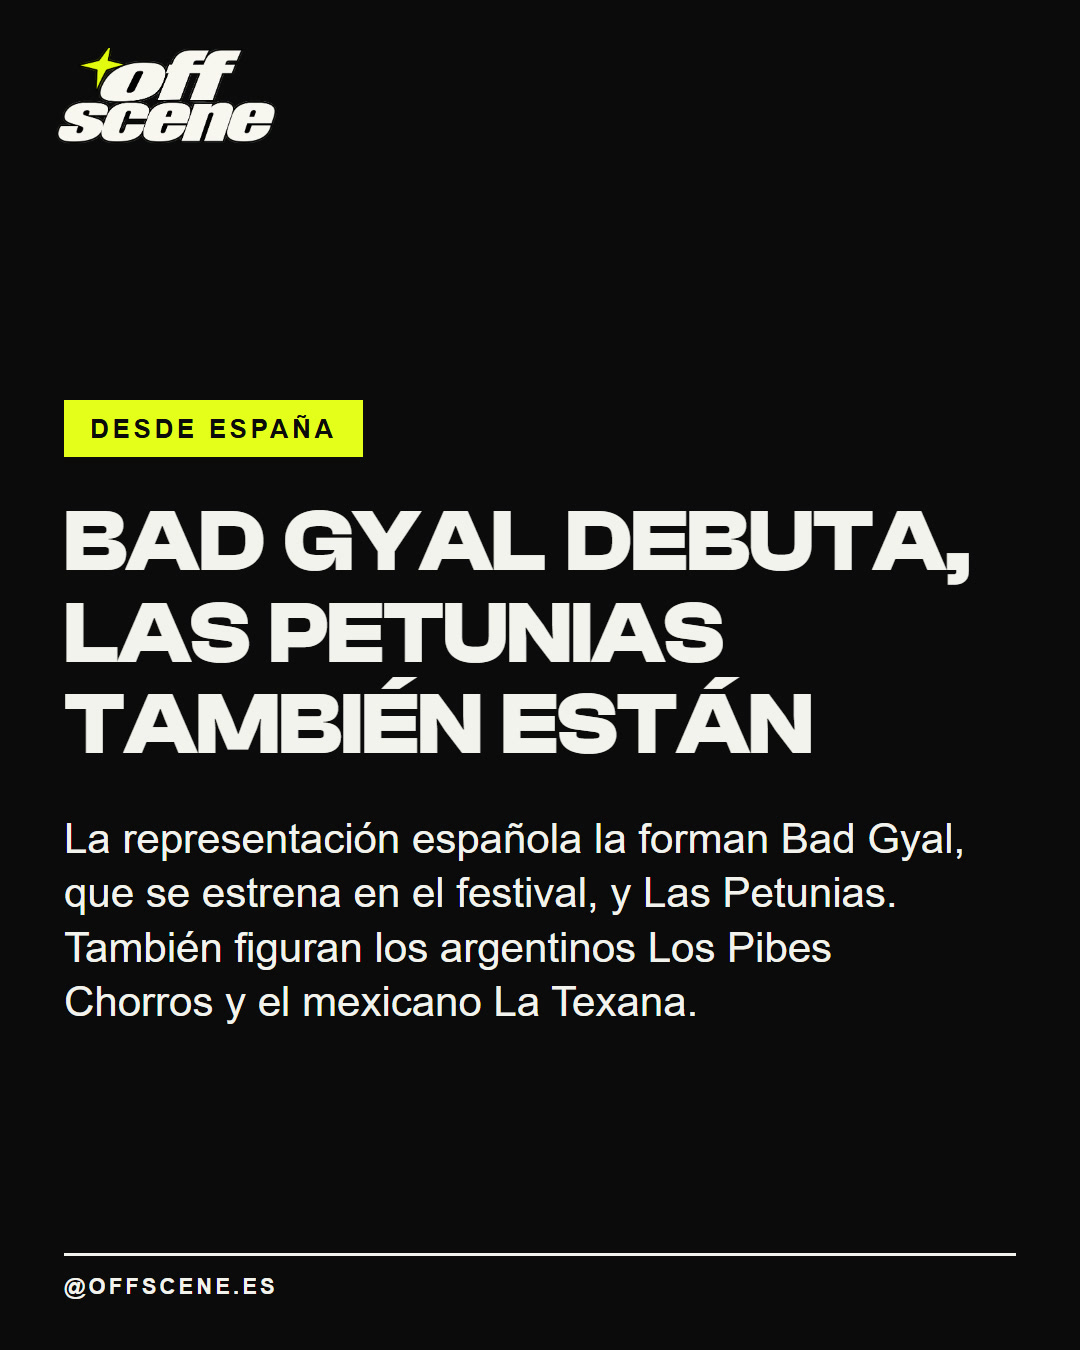 off
scene
DESDE ESPAÑA
BAD GYAL DEBUTA,
LAS PETUNIAS
TAMBIÉN ESTÁN
La representación española la forman Bad Gyal,
que se estrena en el festival, y Las Petunias.
También figuran los argentinos Los Pibes
Chorros y el mexicano La Texana.
@OFFSCENE.ES